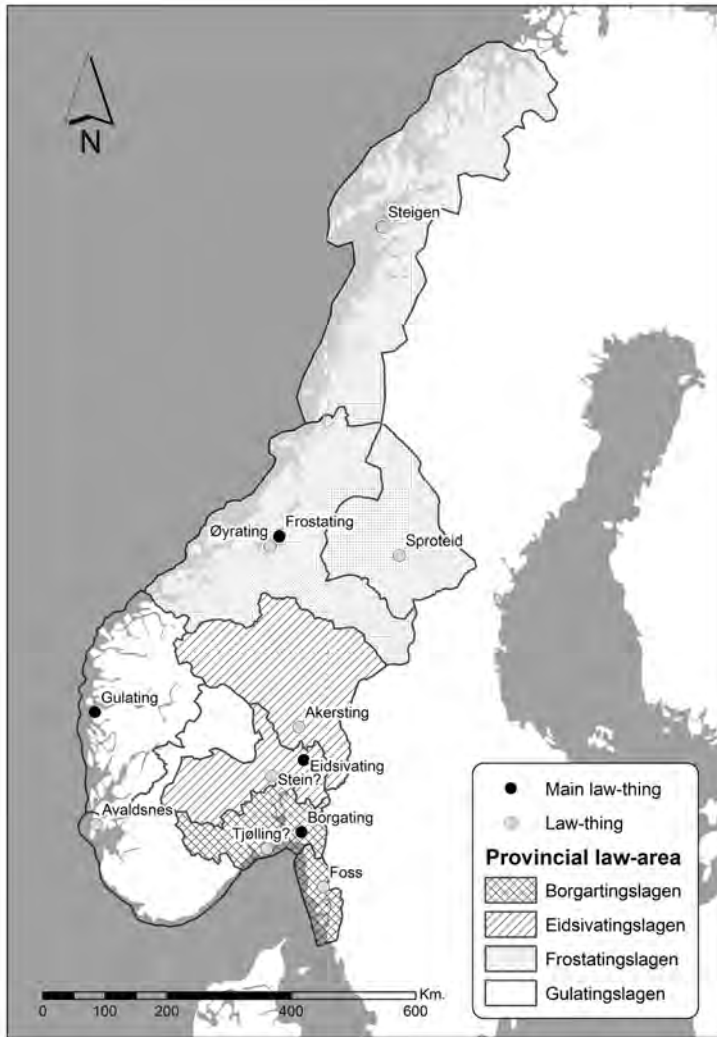 N
Steigen
Frostating
Øyrating
Sproteid
Gulating
Akersting
Eidsivating
Stein?
Avaldsnes
Borgating
Tjølling?
Foss
Main law-thing
Law-thing
Provincial law-area
Borgartingslagen
Eidsivatingslagen
Frostatingslagen
Gulatingslagen
Km.
0 100 200 400 600